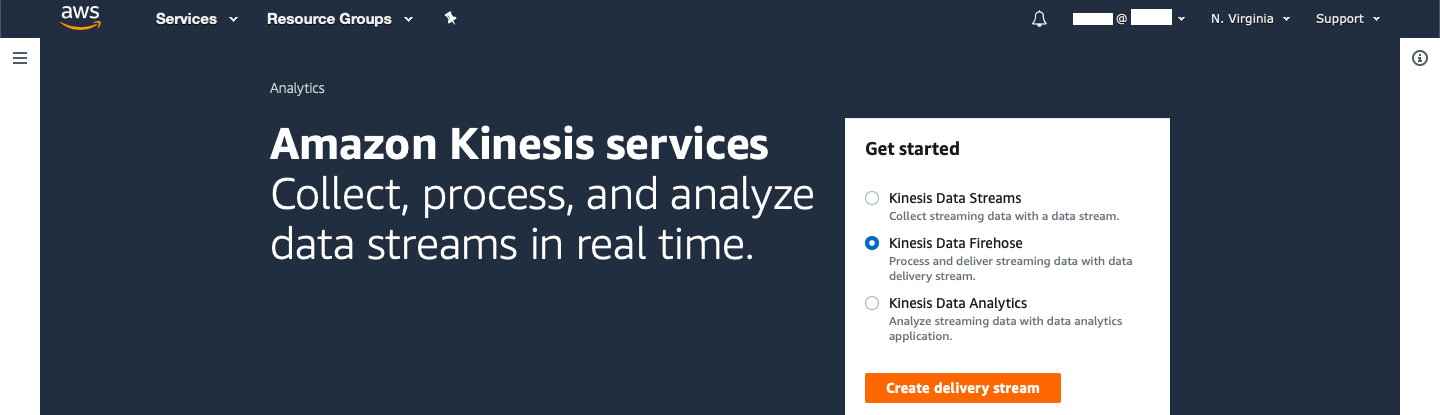 aws Services Resource Groups @ N. Virginia Support
Analytics
Amazon Kinesis services
Collect, process, and analyze
data streams in real time.
Get started
Kinesis Data Streams
Collect streaming data with a data stream.
Kinesis Data Firehose
Process and deliver streaming data with data
delivery stream.
Kinesis Data Analytics
Analyze streaming data with data analytics
application.
Create delivery stream